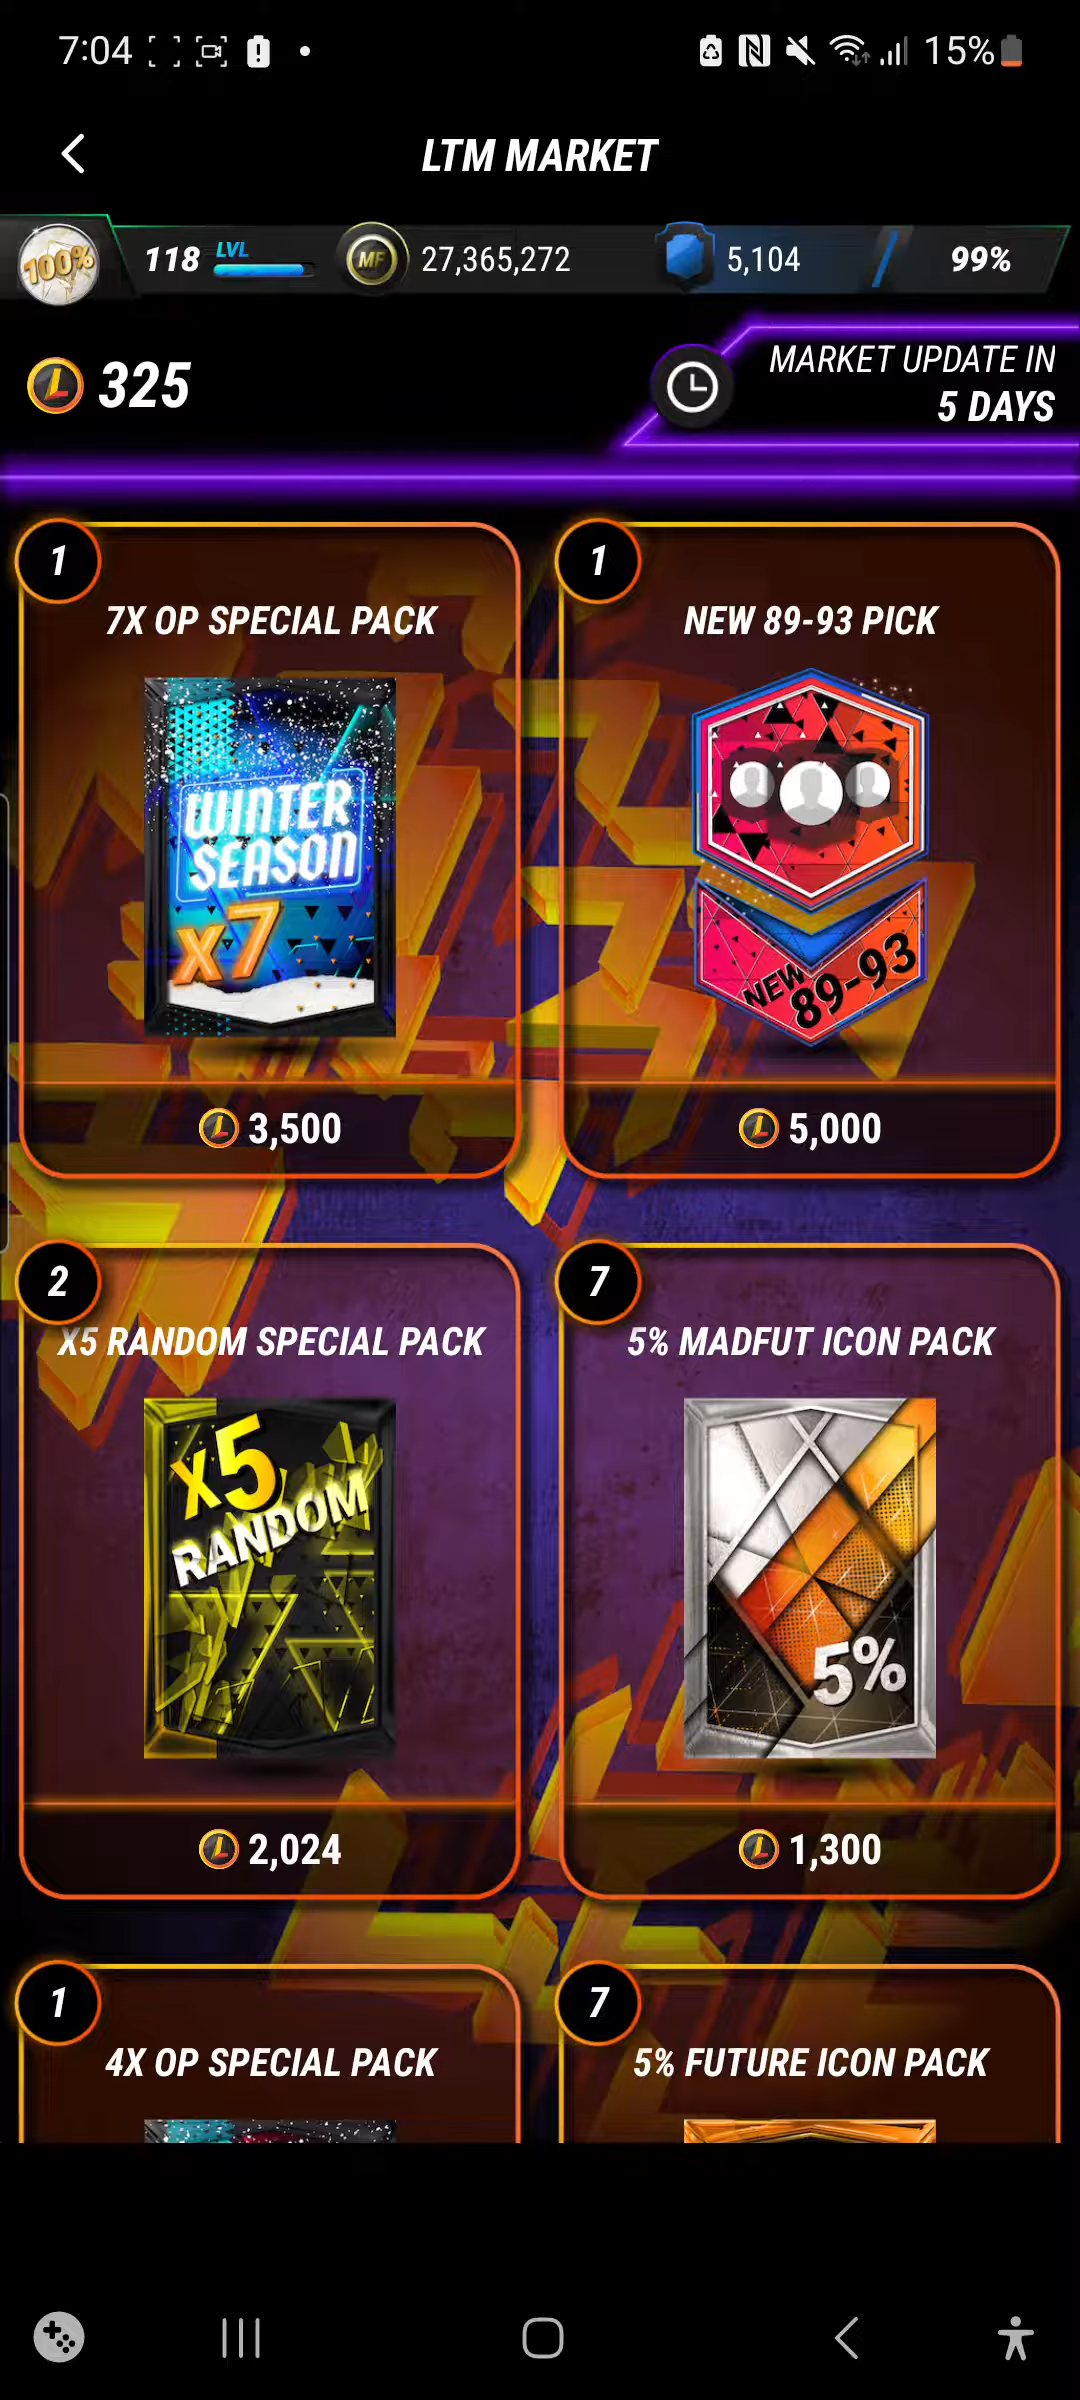 7:04
15%
LTM MARKET
100%
118 LVL
MF
27,365,272
5,104
99%
L 325
MARKET UPDATE IN
5 DAYS
1
7X OP SPECIAL PACK
WINTER
SEASON
x7
L 3,500
1
NEW 89-93 PICK
NEW
89-93
L 5,000
2
X5 RANDOM SPECIAL PACK
x5
RANDOM
L 2,024
7
5% MADFUT ICON PACK
5%
L 1,300
1
4X OP SPECIAL PACK
7
5% FUTURE ICON PACK